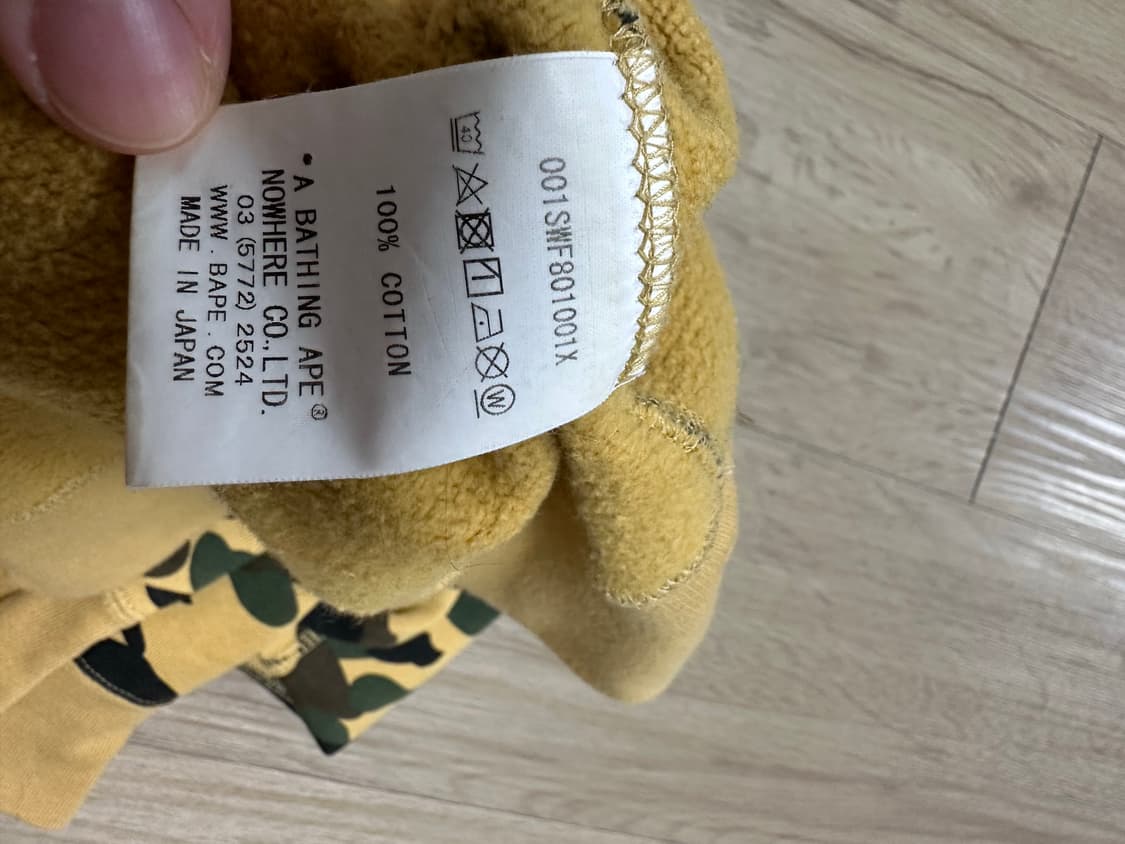 001SWF801001X
40
W
100% COTTON
• A BATHING APE®
NOWHERE CO.,LTD.
03 (5772) 2524
WWW.BAPE.COM
MADE IN JAPAN